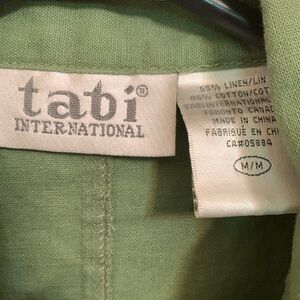 tabi®
INTERNATIONAL
55% LINEN/LIN
45% COTTON/COT
TABI INTERNATIONAL
TORONTO CANADA
MADE IN CHINA
FABRIQUÉ EN CHI
CA#05884
M/M